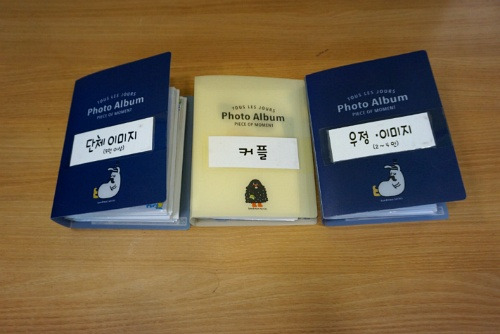 TOUS LES JOURS
Photo Album
PIECE OF MOMENT
단체이미지
TOUS LES JOURS
Photo Album
PIECE OF MOMENT
커플
TOUS LES JOURS
Photo Album
PIECE OF MOMENT
우정·이미지
(2~4인)